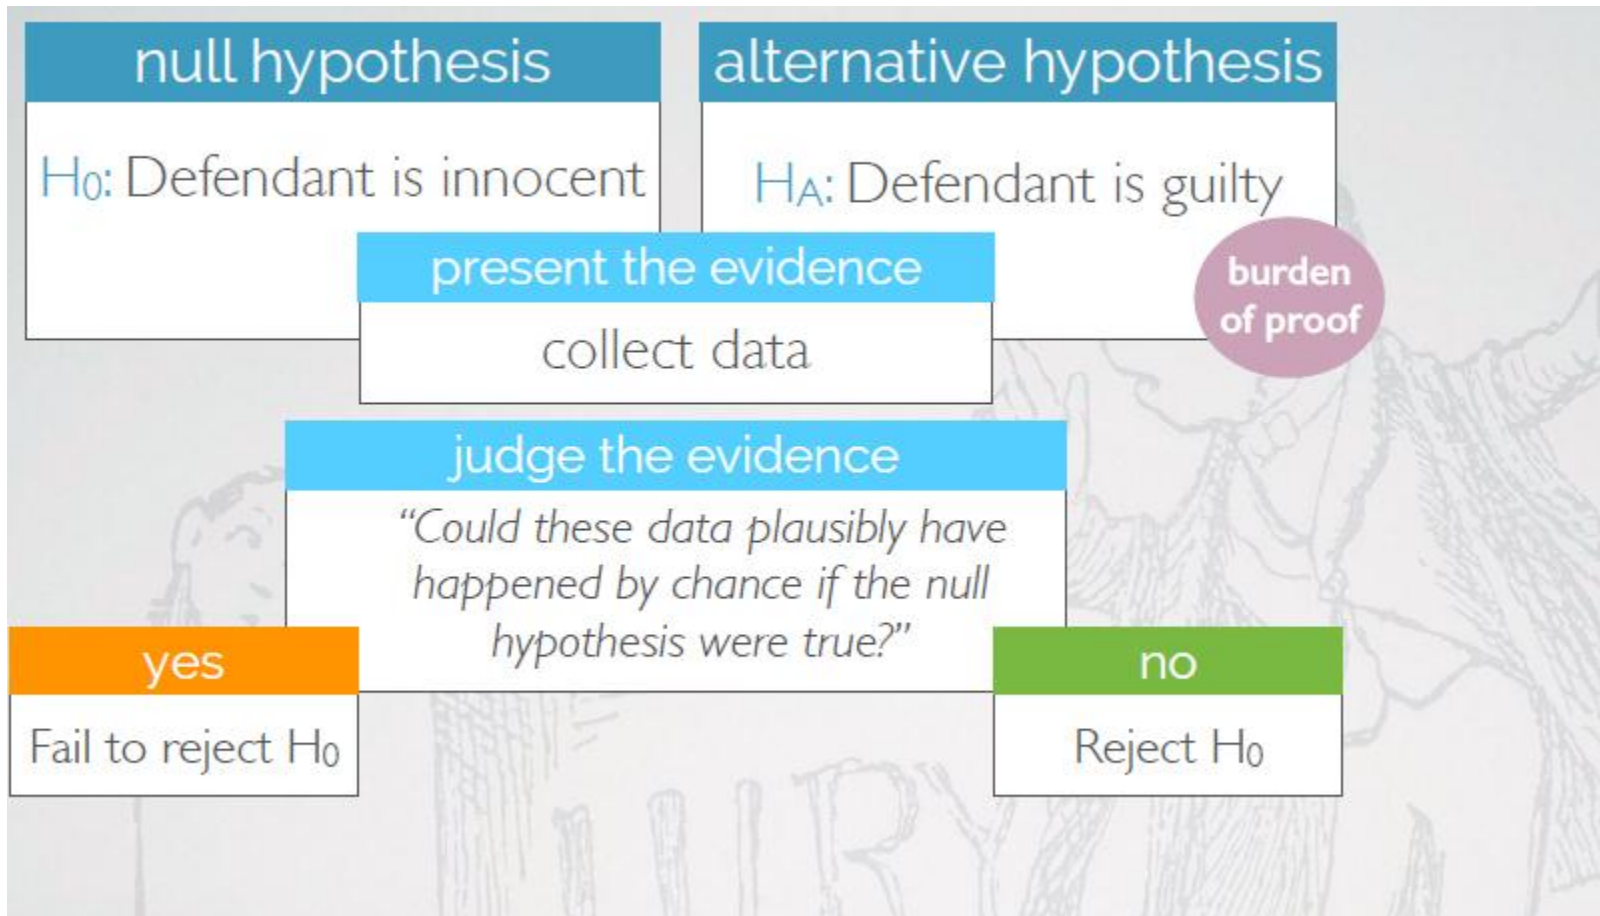 null hypothesis
H0: Defendant is innocent
alternative hypothesis
HA: Defendant is guilty
burden
of proof
present the evidence
collect data
judge the evidence
“Could these data plausibly have
happened by chance if the null
hypothesis were true?”
yes
Fail to reject H0
no
Reject H0
JURY